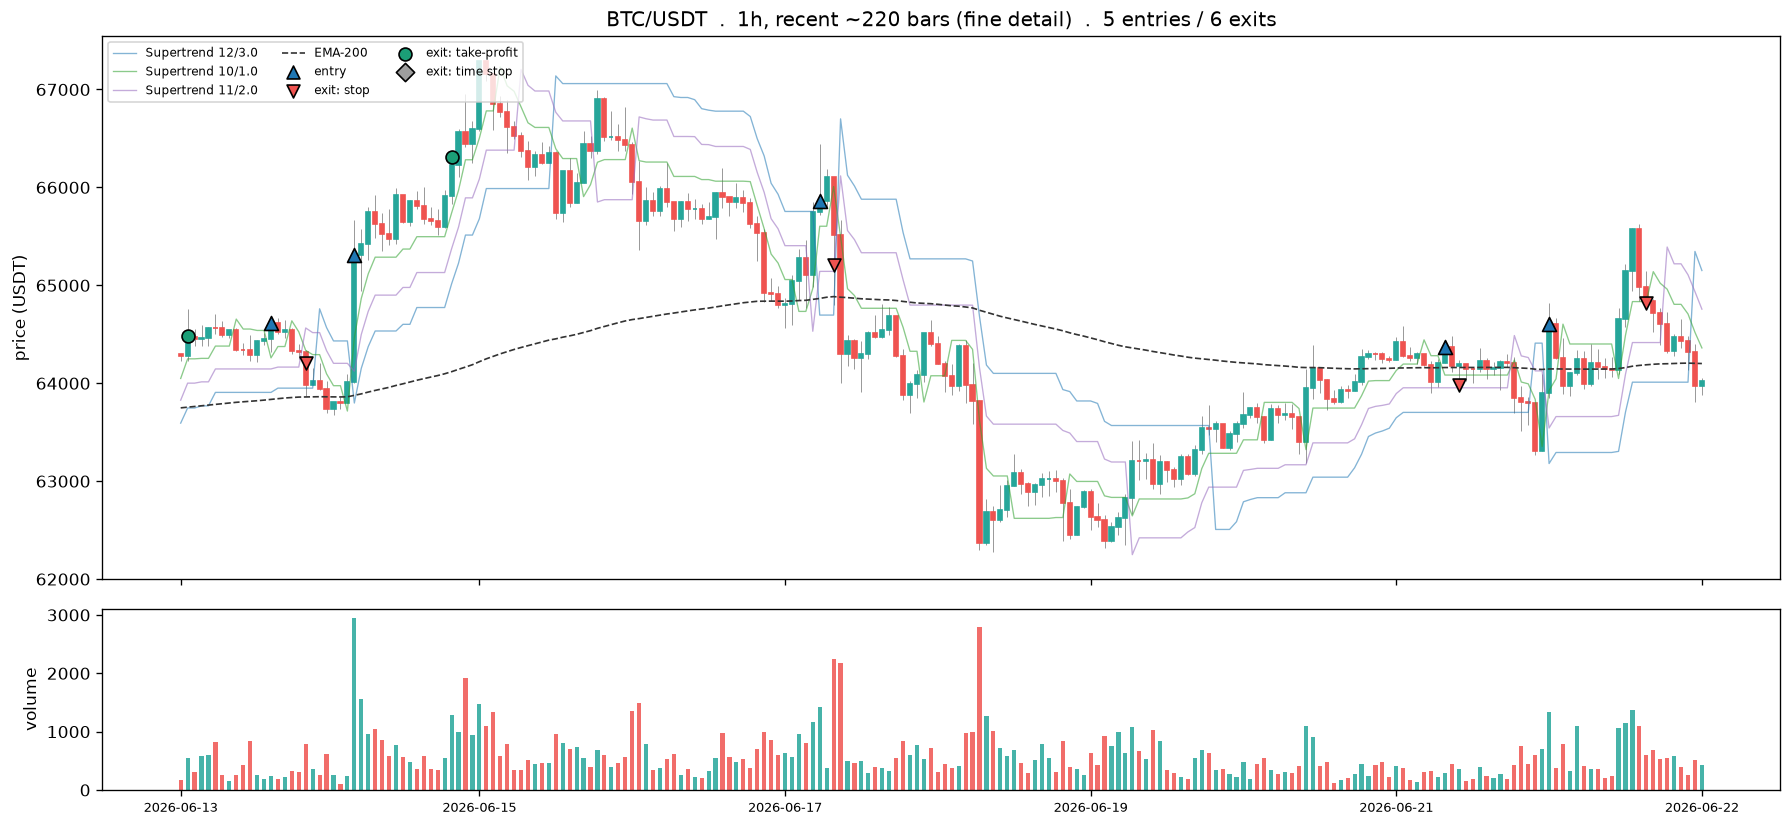 BTC/USDT . 1h, recent ~220 bars (fine detail) . 5 entries / 6 exits
Supertrend 12/3.0
Supertrend 10/1.0
Supertrend 11/2.0
EMA-200
entry
exit: stop
exit: take-profit
exit: time stop
price (USDT)
67000
66000
65000
64000
63000
62000
volume
3000
2000
1000
0
2026-06-13
2026-06-15
2026-06-17
2026-06-19
2026-06-21
2026-06-22